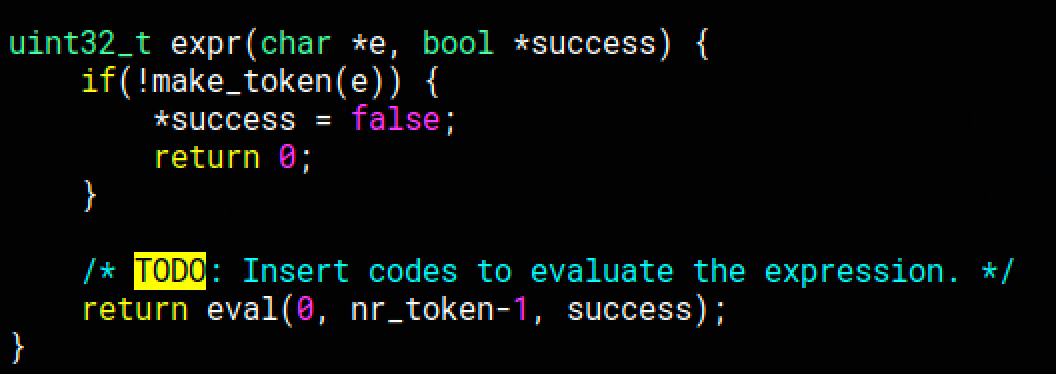 uint32_t expr(char *e, bool *success) {
    if(!make_token(e)) {
        *success = false;
        return 0;
    }

    /* TODO: Insert codes to evaluate the expression. */
    return eval(0, nr_token-1, success);
}